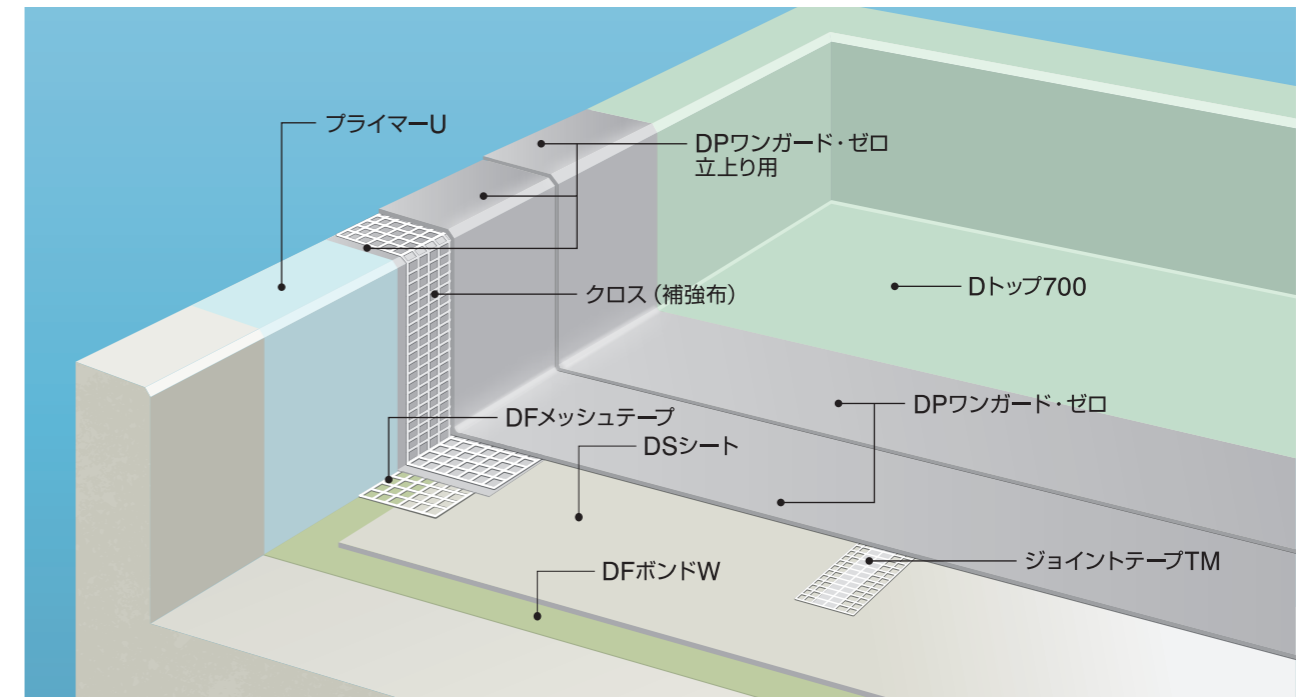 プライマーU
DPワンガード・ゼロ
立上り用
クロス（補強布）
Dトップ700
DFメッシュテープ
DPワンガード・ゼロ
DSシート
ジョイントテープTM
DFボンドW